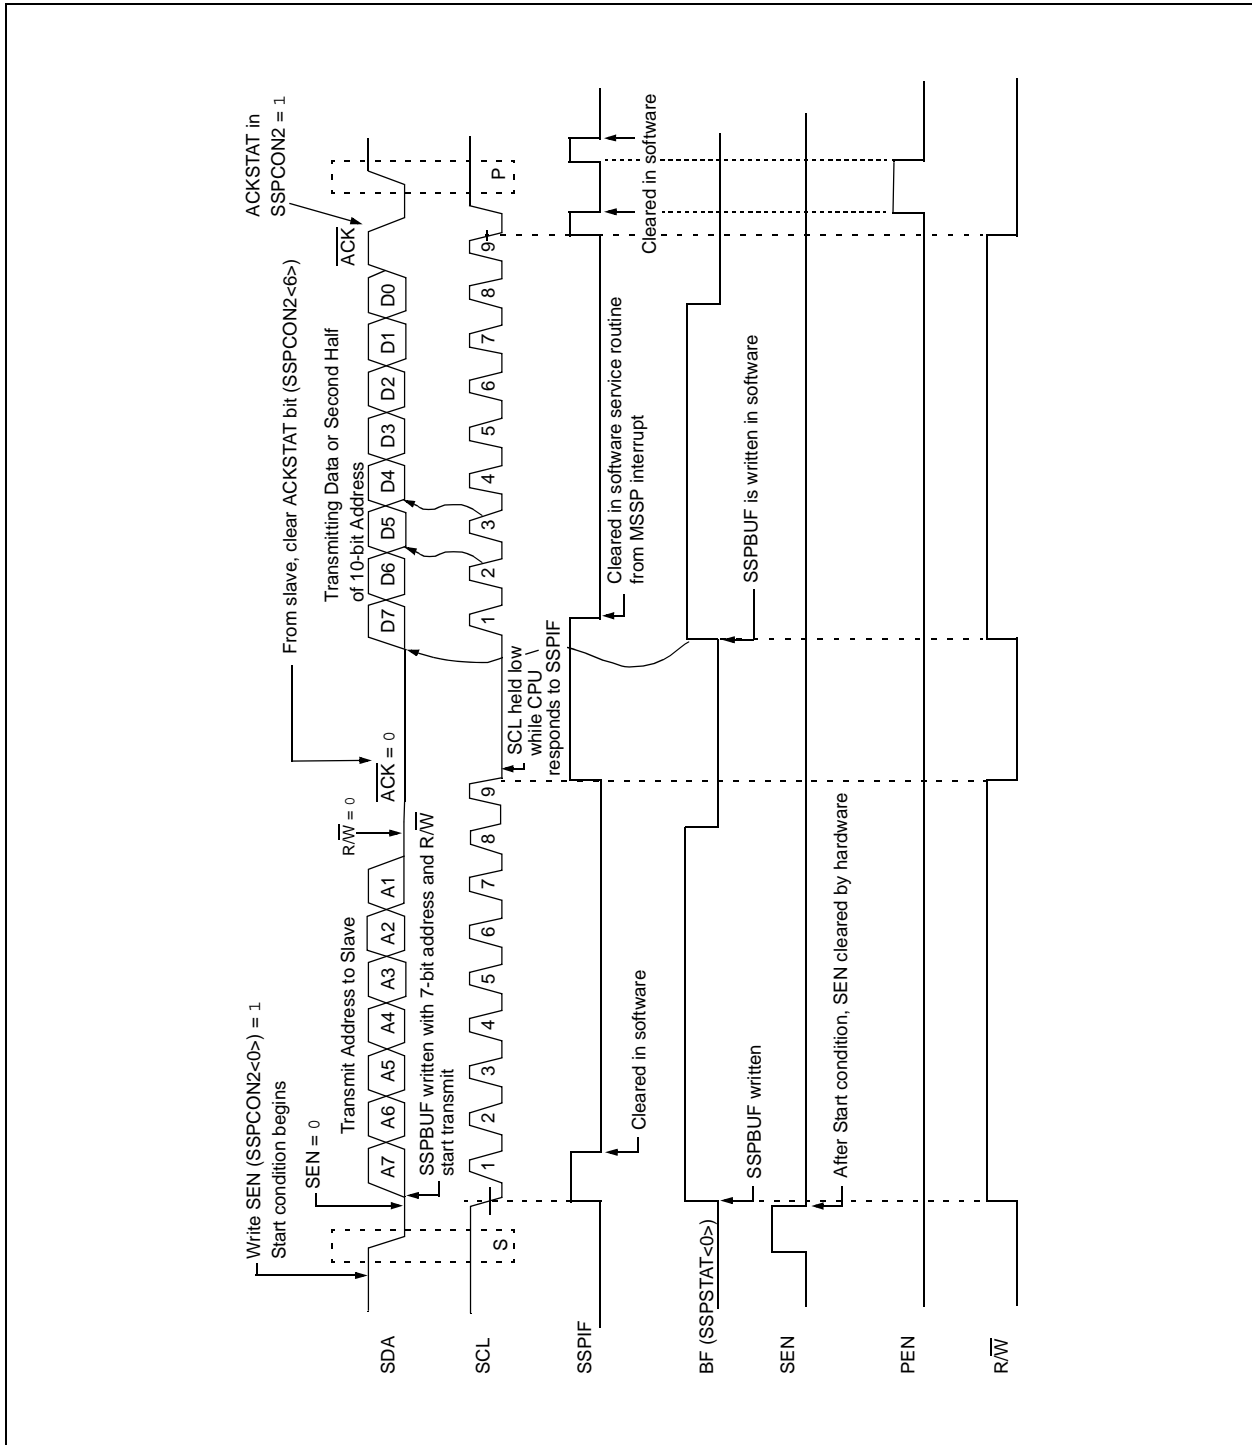 Write SEN (SSPCON2<0>) = 1
Start condition begins
From slave, clear ACKSTAT bit (SSPCON2<6>)
ACKSTAT in
SSPCON2 = 1
SEN = 0
Transmit Address to Slave
R/W = 0
ACK = 0
Transmitting Data or Second Half
of 10-bit Address
ACK
SDA
A7 A6 A5 A4 A3 A2 A1
D7 D6 D5 D4 D3 D2 D1 D0
SSPBUF written with 7-bit address and R/W
start transmit
SCL
S
1 2 3 4 5 6 7 8 9
1 2 3 4 5 6 7 8 9
P
SCL held low
while CPU
responds to SSPIF
SSPIF
Cleared in software
Cleared in software service routine
from MSSP interrupt
Cleared in software
Cleared in software
BF (SSPSTAT<0>)
SSPBUF written
SSPBUF is written in software
SEN
After Start condition, SEN cleared by hardware
PEN
R/W